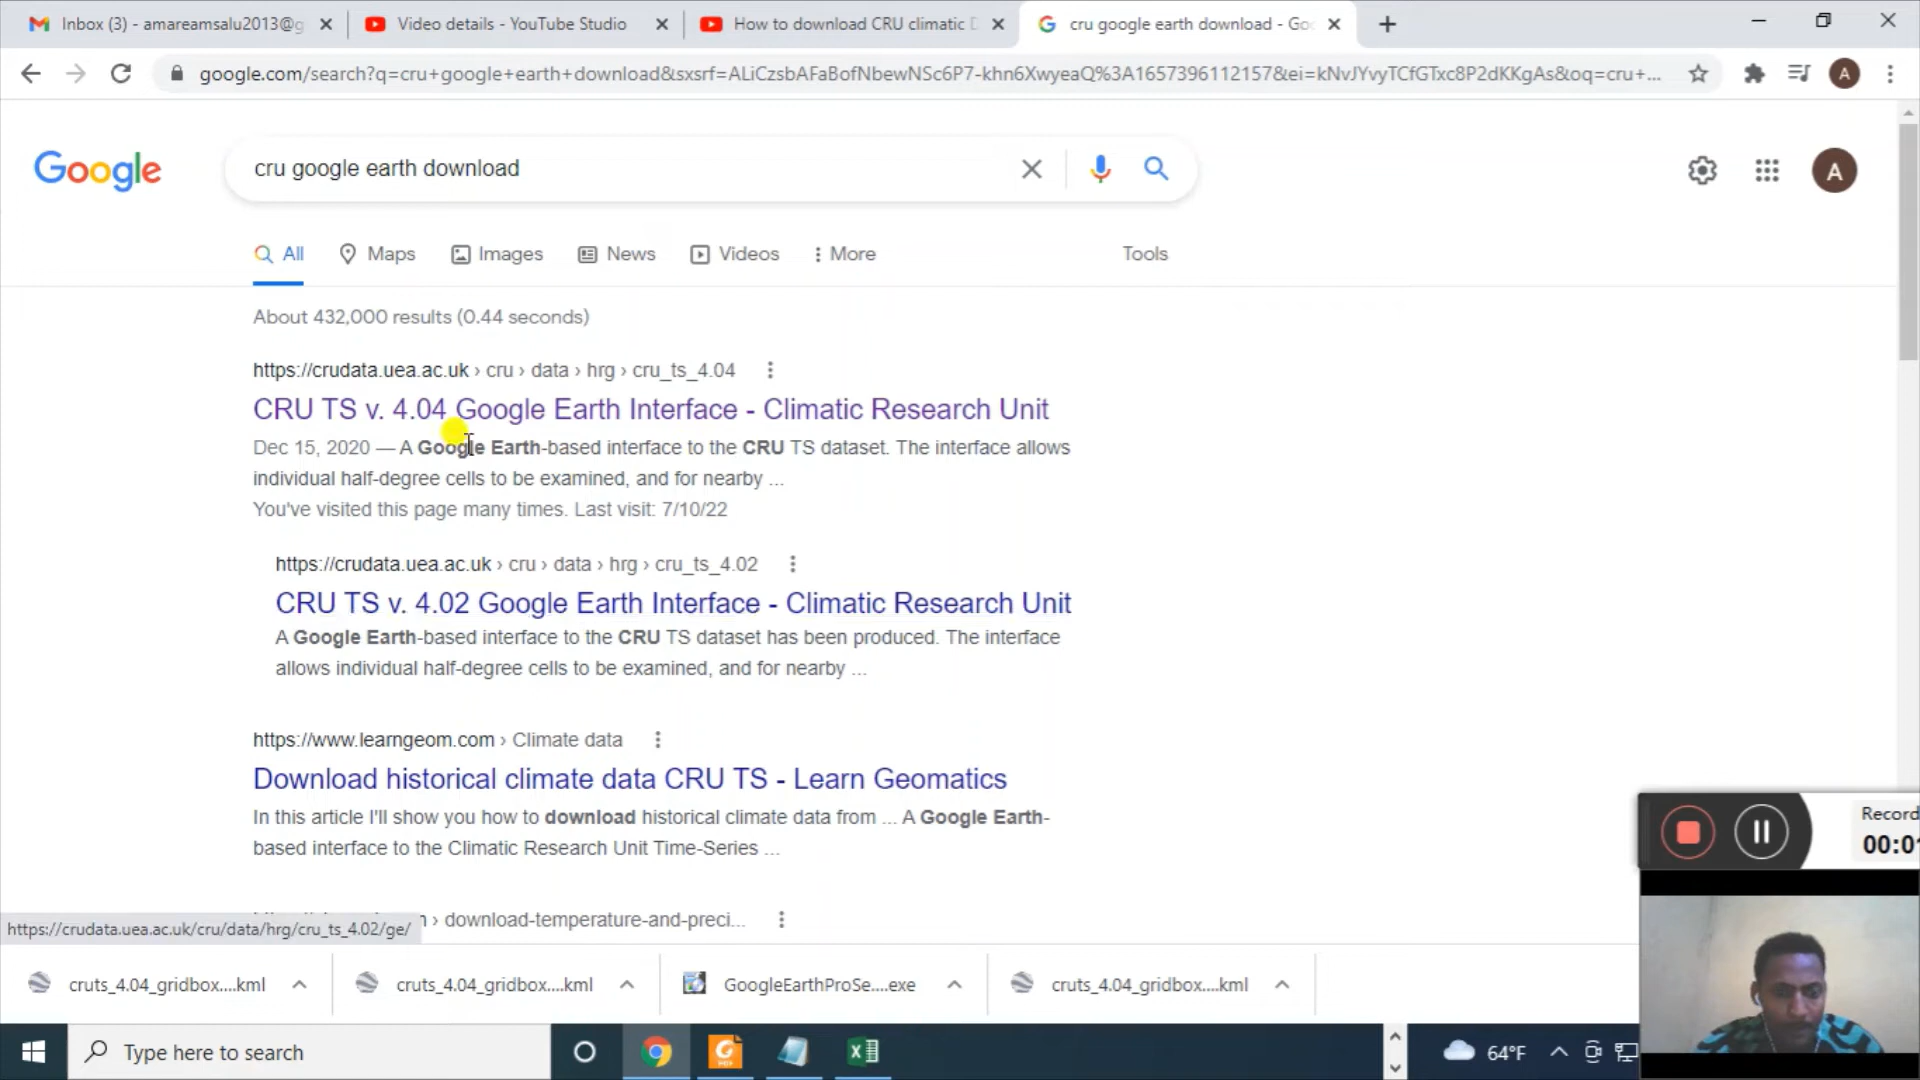 Inbox (3) - amareamsalu2013@g
Video details - YouTube Studio
How to download CRU climatic D
cru google earth download - Goo
google.com/search?q=cru+google+earth+download&sxsrf=ALiCzsbAFaBofNbewNSc6P7-khn6XwyeaQ%3A1657396112157&ei=kNvJYvyTCfGTxc8P2dKKgAs&oq=cru+...
A
Google
cru google earth download
A
All
Maps
Images
News
Videos
More
Tools
About 432,000 results (0.44 seconds)
https://crudata.uea.ac.uk › cru › data › hrg › cru_ts_4.04
CRU TS v. 4.04 Google Earth Interface - Climatic Research Unit
Dec 15, 2020 — A Google Earth-based interface to the CRU TS dataset. The interface allows
individual half-degree cells to be examined, and for nearby ...
You've visited this page many times. Last visit: 7/10/22
https://crudata.uea.ac.uk › cru › data › hrg › cru_ts_4.02
CRU TS v. 4.02 Google Earth Interface - Climatic Research Unit
A Google Earth-based interface to the CRU TS dataset has been produced. The interface
allows individual half-degree cells to be examined, and for nearby ...
https://www.learngeom.com › Climate data
Download historical climate data CRU TS - Learn Geomatics
In this article I'll show you how to download historical climate data from ... A Google Earth-
based interface to the Climatic Research Unit Time-Series ...
› download-temperature-and-preci...
https://crudata.uea.ac.uk/cru/data/hrg/cru_ts_4.02/ge/
Record
00:01
cruts_4.04_gridbox....kml
cruts_4.04_gridbox....kml
GoogleEarthProSe....exe
cruts_4.04_gridbox....kml
Type here to search
64°F